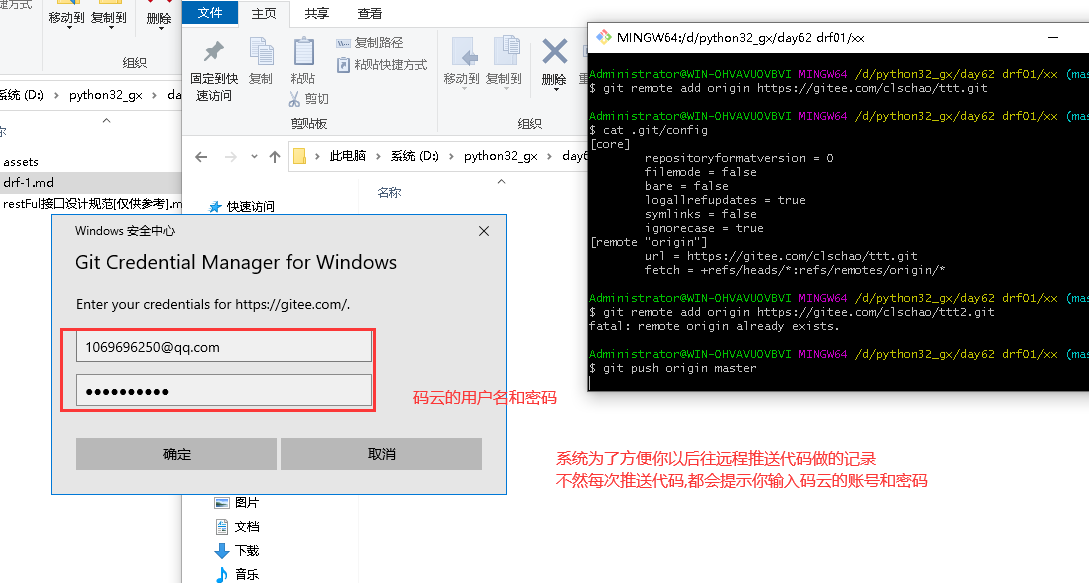 捷方式
移动到 复制到 删除
组织
系统 (D:) › python32_gx › da
assets
drf-1.md
restFul接口设计规范[仅供参考].m
文件 主页 共享 查看
固定到快速访问
复制
粘贴
复制路径
粘贴快捷方式
剪切
剪贴板
移动到 复制到 删除
组织
此电脑 › 系统 (D:) › python32_gx › day6
名称
快速访问
Windows 安全中心
Git Credential Manager for Windows
Enter your credentials for https://gitee.com/.
1069696250@qq.com
●●●●●●●●●●
确定 取消
码云的用户名和密码
系统为了方便你以后往远程推送代码做的记录
不然每次推送代码,都会提示你输入码云的账号和密码
图片
文档
下载
音乐
MINGW64:/d/python32_gx/day62 drf01/xx
Administrator@WIN-OHVAVUOVBVI MINGW64 /d/python32_gx/day62 drf01/xx (mas
$ git remote add origin https://gitee.com/clschao/ttt.git
Administrator@WIN-OHVAVUOVBVI MINGW64 /d/python32_gx/day62 drf01/xx (mas
$ cat .git/config
[core]
repositoryformatversion = 0
filemode = false
bare = false
logallrefupdates = true
symlinks = false
ignorecase = true
[remote "origin"]
url = https://gitee.com/clschao/ttt.git
fetch = +refs/heads/*:refs/remotes/origin/*
Administrator@WIN-OHVAVUOVBVI MINGW64 /d/python32_gx/day62 drf01/xx (mas
$ git remote add origin https://gitee.com/clschao/ttt2.git
fatal: remote origin already exists.
Administrator@WIN-OHVAVUOVBVI MINGW64 /d/python32_gx/day62 drf01/xx (mas
$ git push origin master